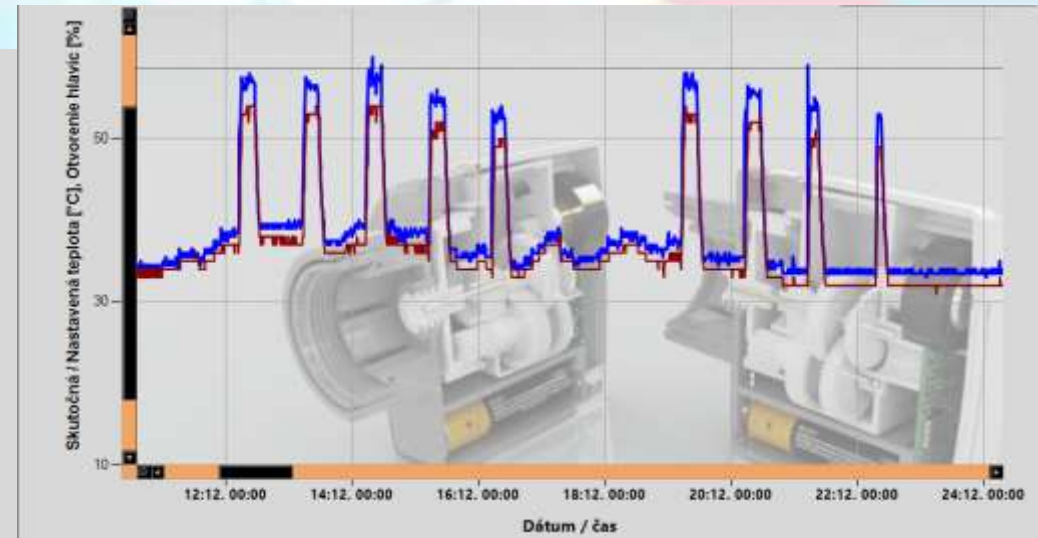 Skutočná / Nastavená teplota [°C], Otvorenie hlavic [%]
50
30
10
12:12. 00:00 14:12. 00:00 16:12. 00:00 18:12. 00:00 20:12. 00:00 22:12. 00:00 24:12. 00:00
Dátum / čas